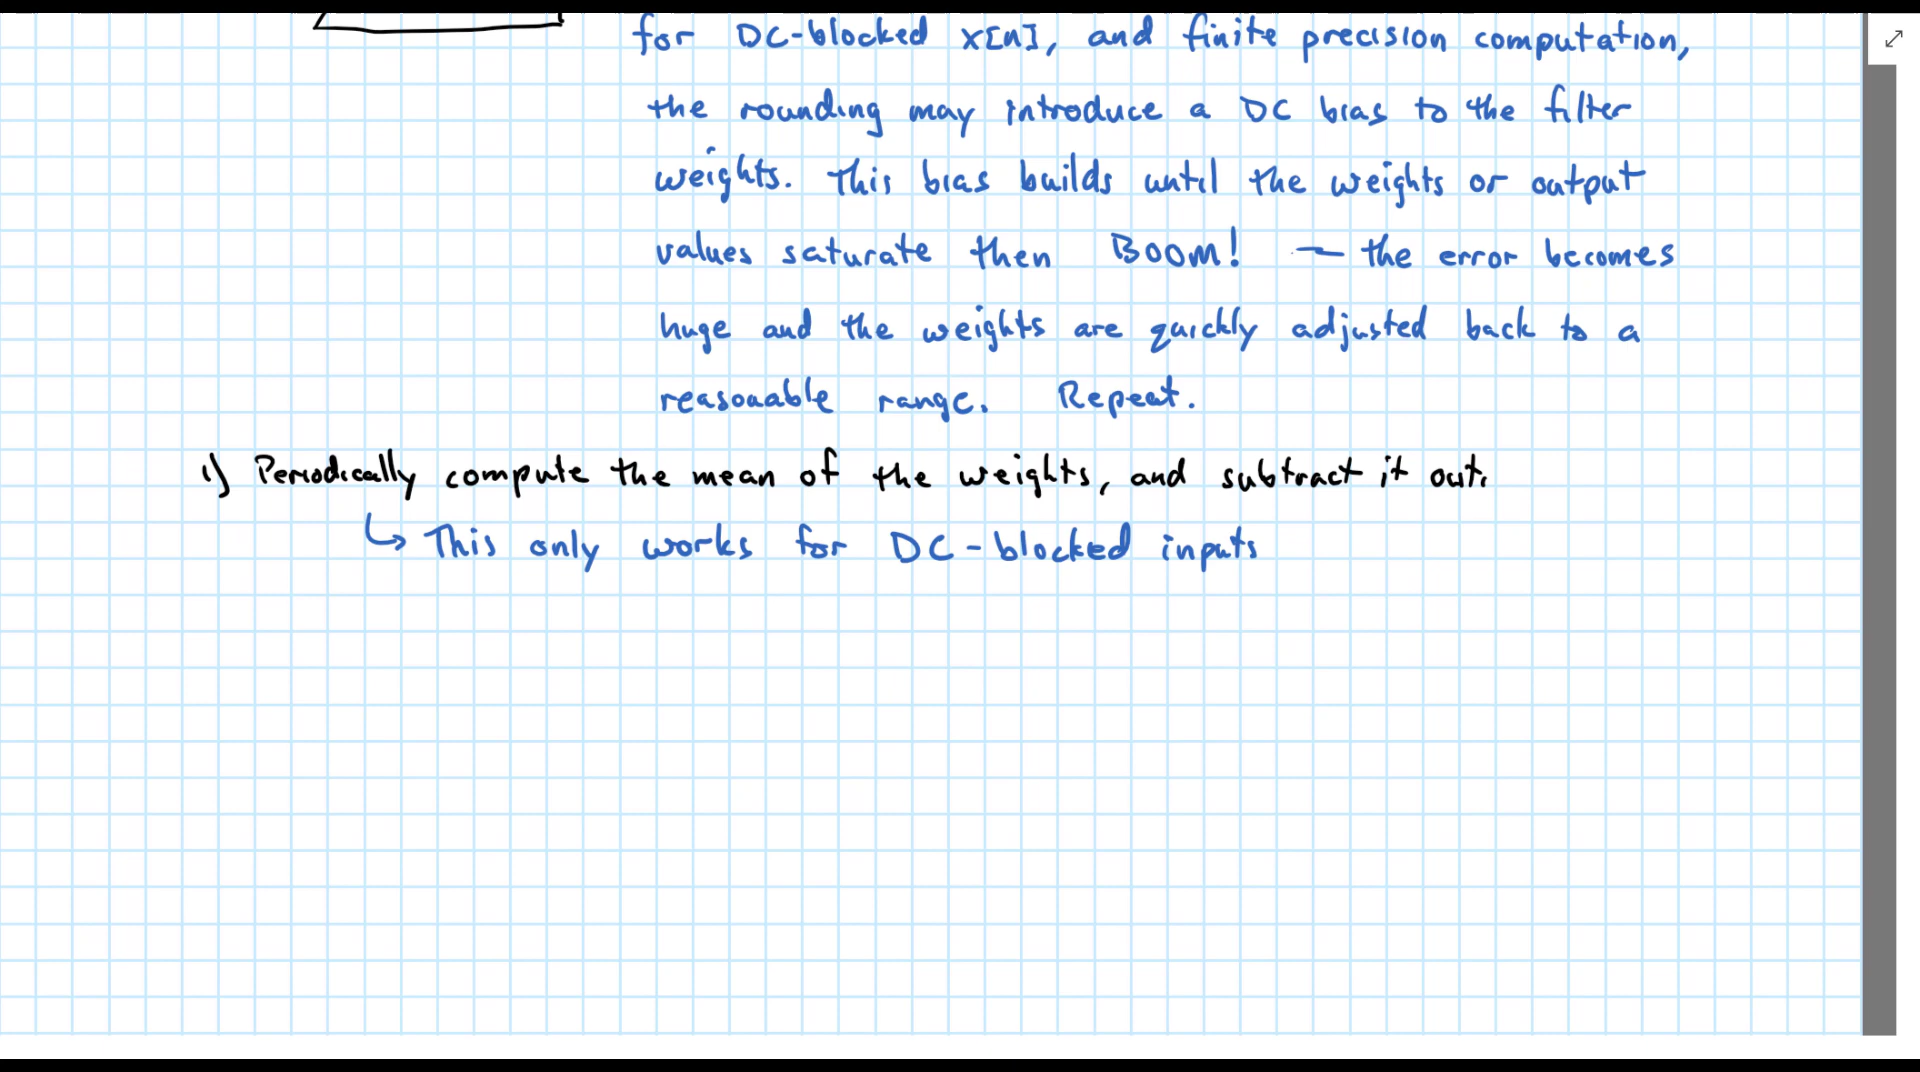 for DC-blocked x[n], and finite precision computation,
the rounding may introduce a DC bias to the filter
weights. This bias builds until the weights or output
values saturate then BOOM! — the error becomes
huge and the weights are quickly adjusted back to a
reasonable range. Repeat.
1) Periodically compute the mean of the weights, and subtract it out.
↳ This only works for DC-blocked inputs